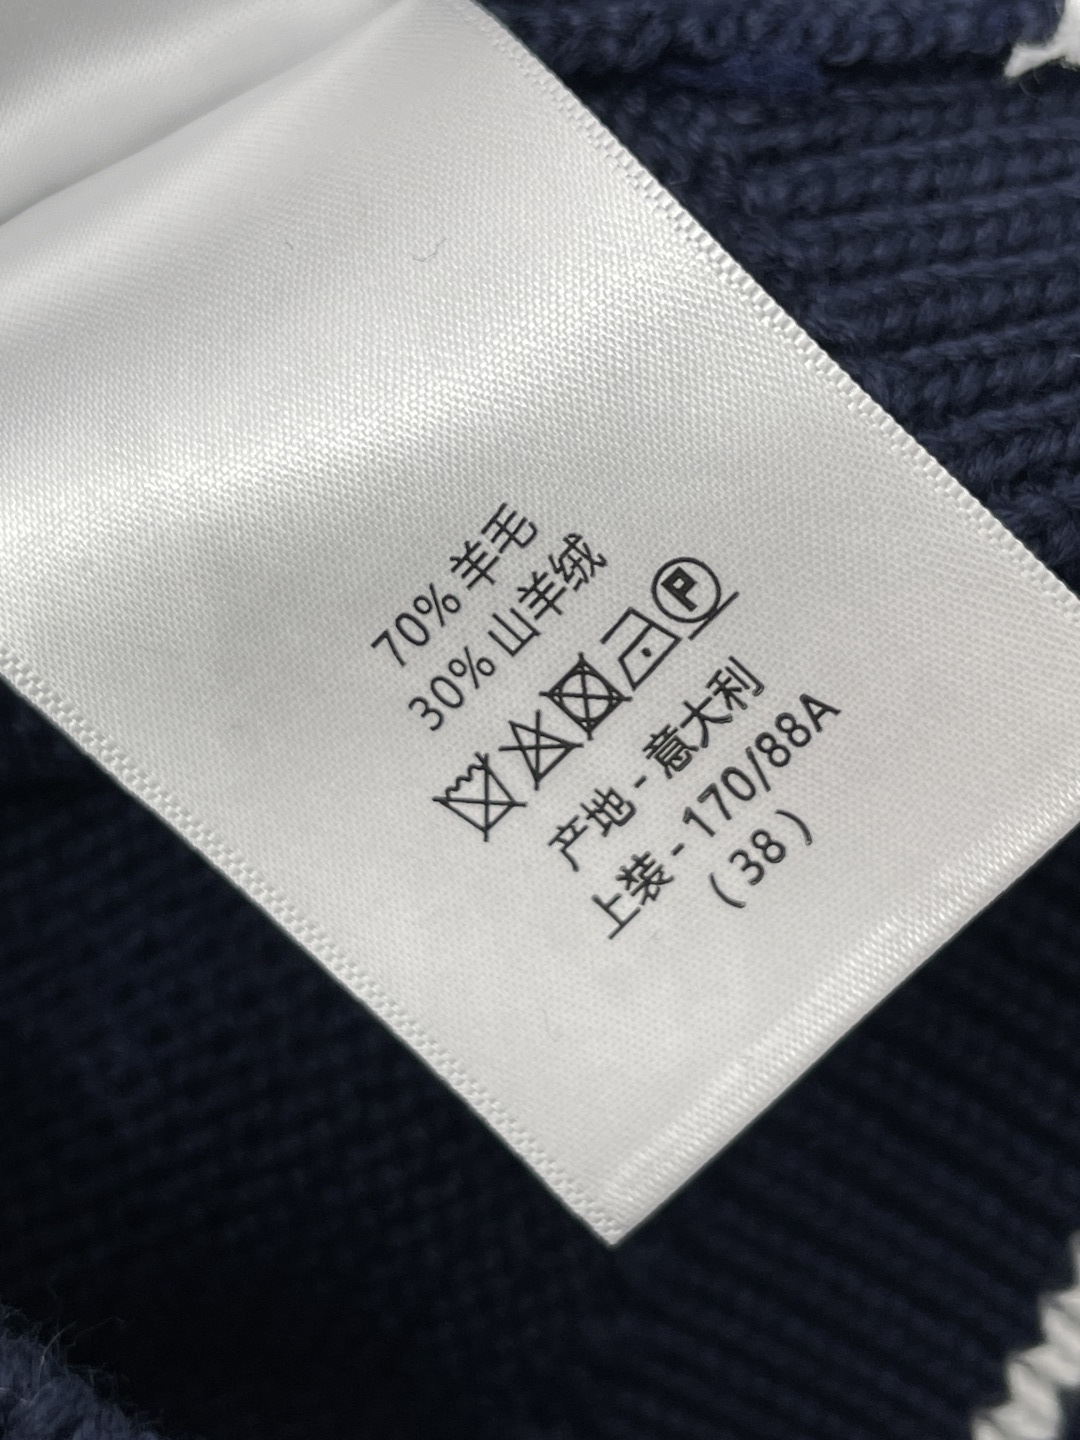 70% 羊毛
30% 山羊绒
P
产地 - 意大利
上装 - 170/88A
( 38 )